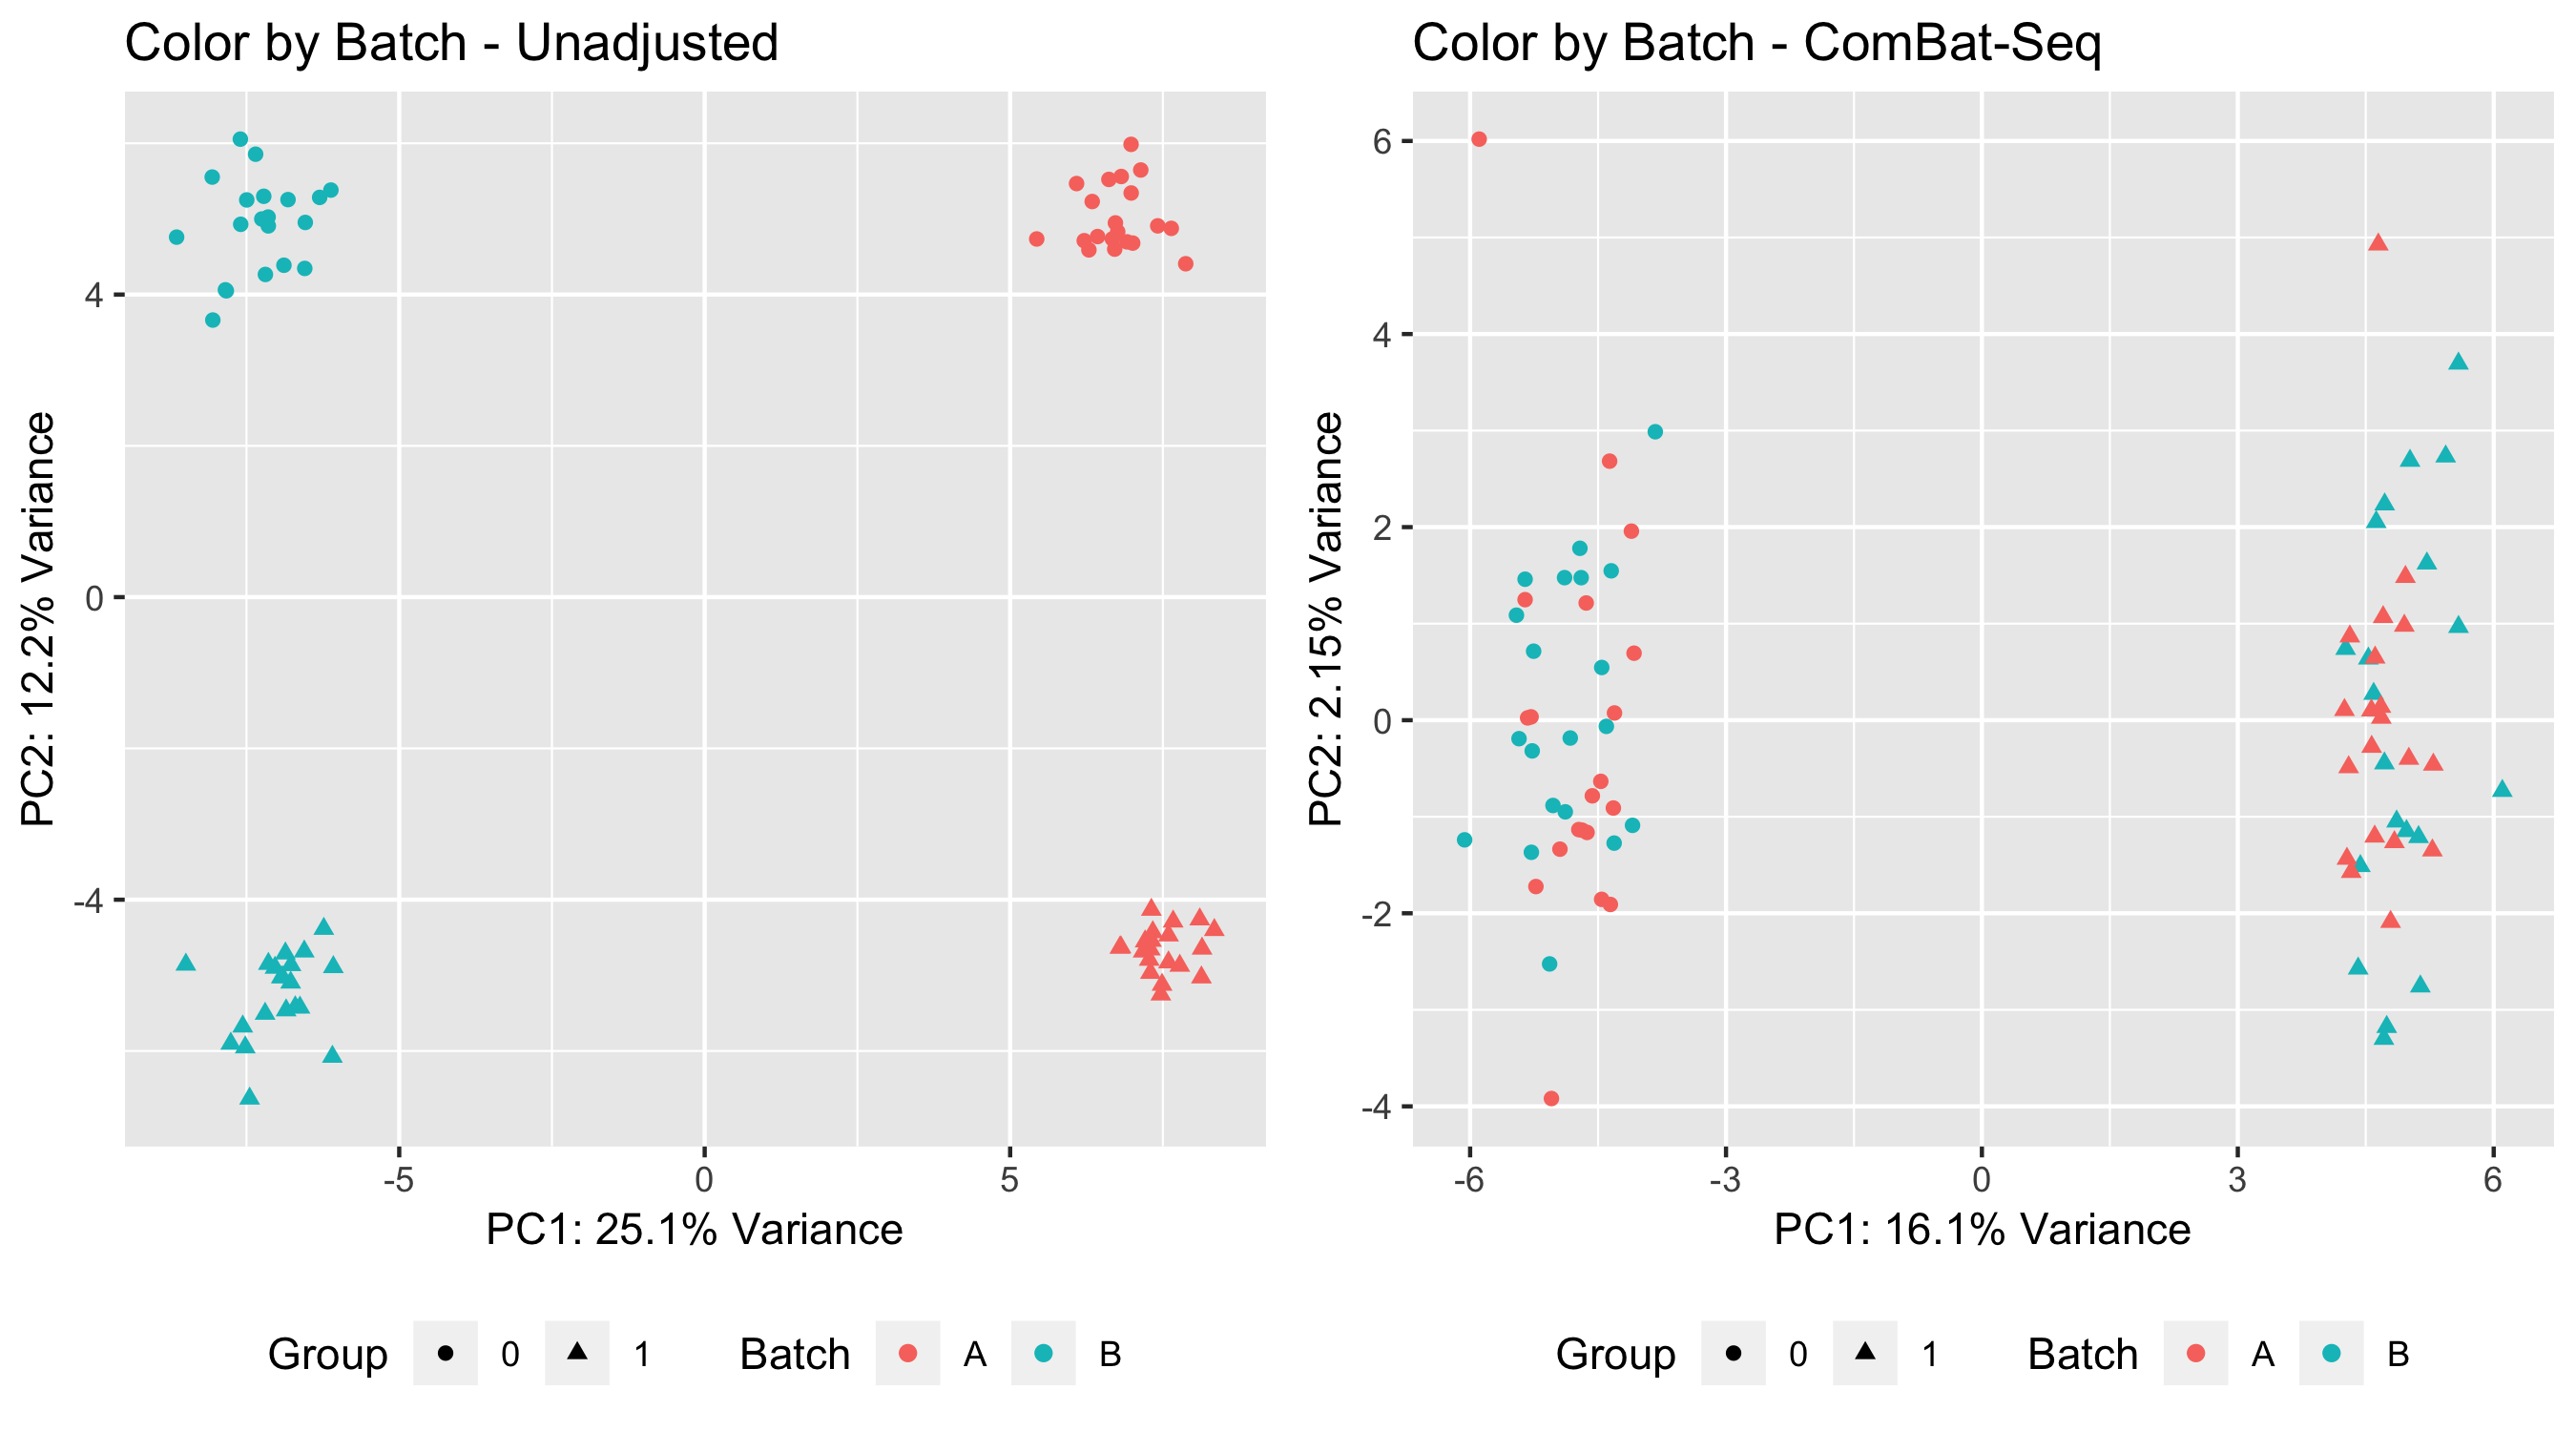 Color by Batch - Unadjusted
4
0
-4
PC2: 12.2% Variance
-5 0 5
PC1: 25.1% Variance
Group 0 1 Batch A B
Color by Batch - ComBat-Seq
6
4
2
0
-2
-4
PC2: 2.15% Variance
-6 -3 0 3 6
PC1: 16.1% Variance
Group 0 1 Batch A B